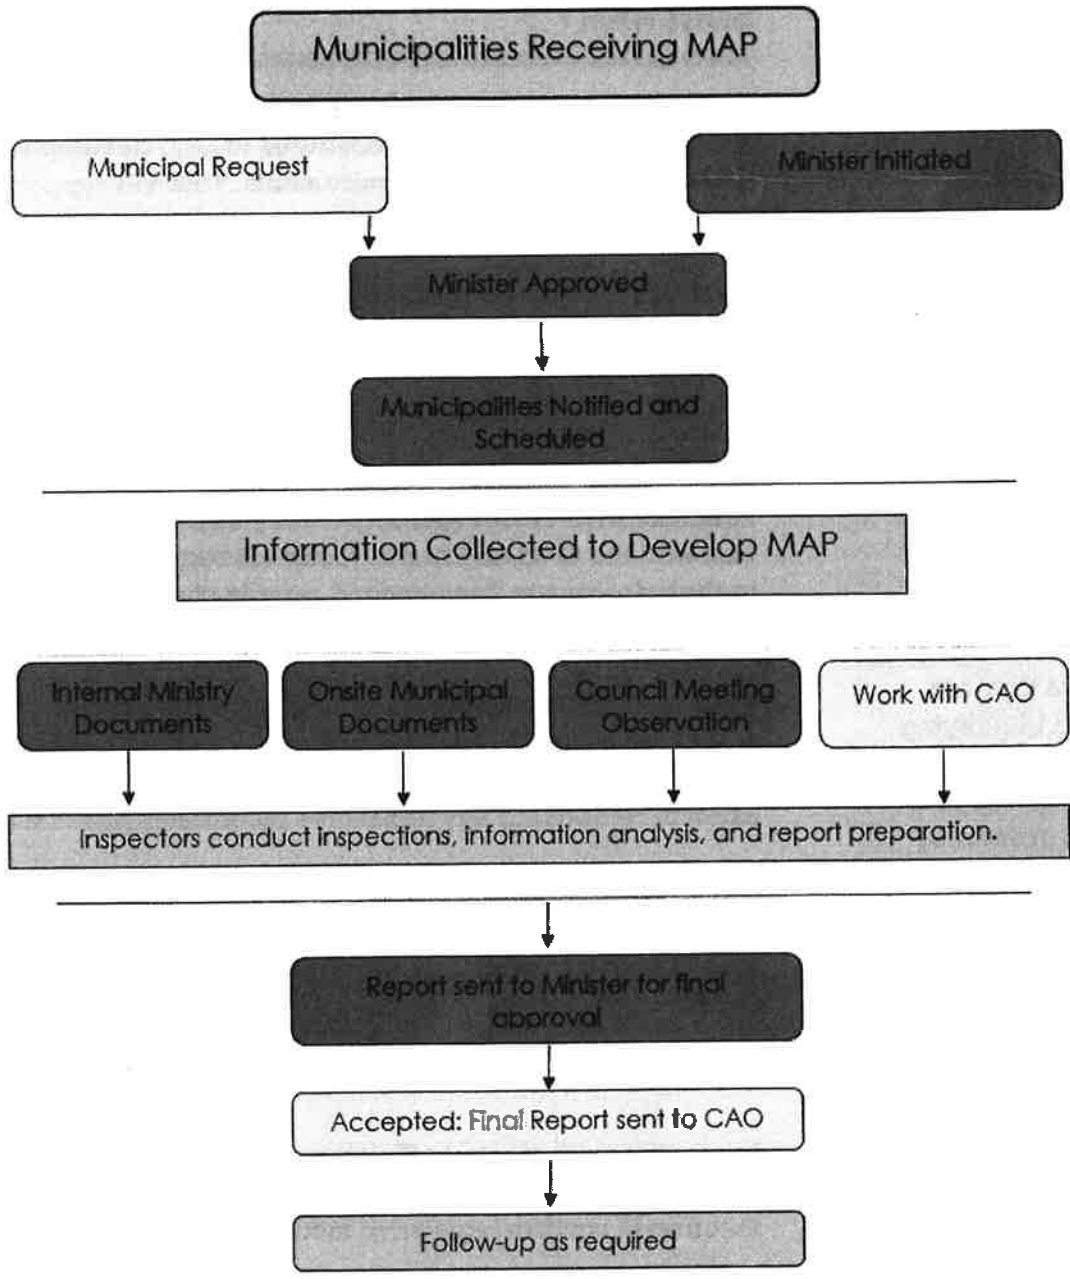 Municipalities Receiving MAP
Municipal Request
Minister Initiated
Minister Approved
Municipalities Notified and
Scheduled
Information Collected to Develop MAP
Internal Ministry
Documents
Onsite Municipal
Documents
Council Meeting
Observation
Work with CAO
Inspectors conduct inspections, information analysis, and report preparation.
Report sent to Minister for final
approval
Accepted: Final Report sent to CAO
Follow-up as required